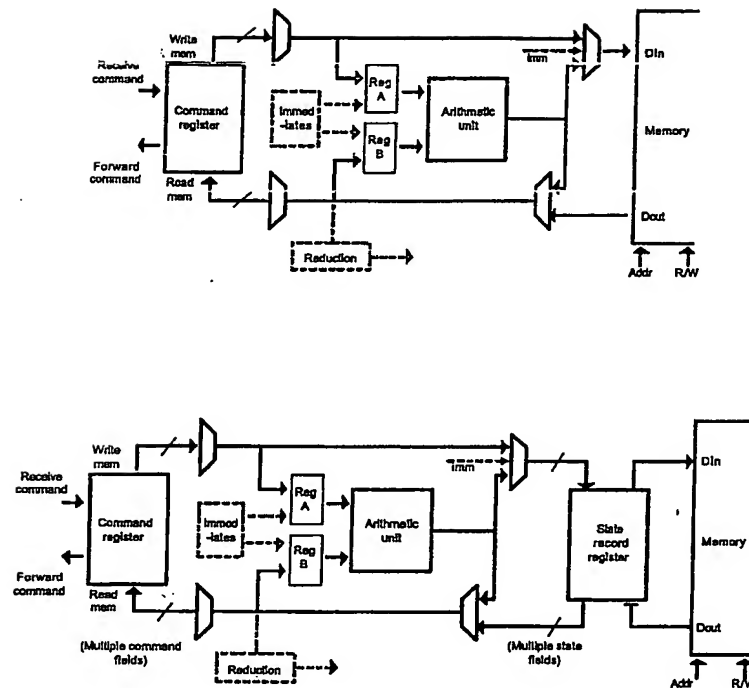 Write
mem
Receive
command
Command
register
Forward
command
Read
mem
Immed
-iates
Reg
A
Reg
B
Arithmetic
unit
Imm
Din
Memory
Dout
Reduction
Addr
R/W
Write
mem
Receive
command
Command
register
Forward
command
Read
mem
(Multiple command
fields)
Immed
-iates
Reg
A
Reg
B
Arithmetic
unit
Imm
State
record
register
(Multiple state
fields)
Din
Memory
Dout
Reduction
Addr
R/W